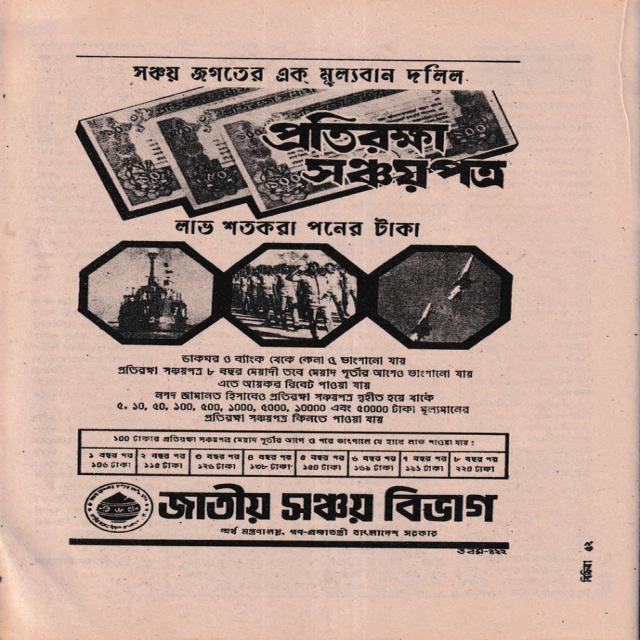 সঞ্চয় জগতের এক মূল্যবান দলিল
প্রতিরক্ষা
সঞ্চয়পত্র
লাভ শতকরা পনের টাকা
ডাকঘর ও ব্যাংক থেকে কেনা ও ভাংগানো যায়
প্রতিরক্ষা সঞ্চয়পত্র ৮ বছর মেয়াদী তবে মেয়াদ পূর্তীর আগেও ভাংগানো যায়
এতে আয়কর রিবেট পাওয়া যায়
নগদ জামানত হিসাবেও প্রতিরক্ষা সঞ্চয়পত্র গৃহীত হয়ে থাকে
৫, ১০, ৫০, ১০০, ৫০০, ১০০০, ৫০০০, ১০০০০ এবং ৫০০০০ টাকা মূল্যমানের
প্রতিরক্ষা সঞ্চয়পত্র কিনতে পাওয়া যায়
১০০ টাকার প্রতিরক্ষা সঞ্চয়পত্র মেয়াদ পূর্তীর আগে ও পরে ভাংগালে যে হারে লাভ পাওয়া যায় :
১ বছর পর ২ বছর পর ৩ বছর পর ৪ বছর পর ৫ বছর পর ৬ বছর পর ৭ বছর পর ৮ বছর পর
১০৬ টাকা ১১৫ টাকা ১২৬ টাকা ১৩৮ টাকা ১৫০ টাকা ১৬৯ টাকা ১৯১ টাকা ২২০ টাকা
জাতীয় সঞ্চয় বিভাগ
অর্থ মন্ত্রণালয়, গণ-প্রজাতন্ত্রী বাংলাদেশ সরকার
বিচিত্রা ৩২